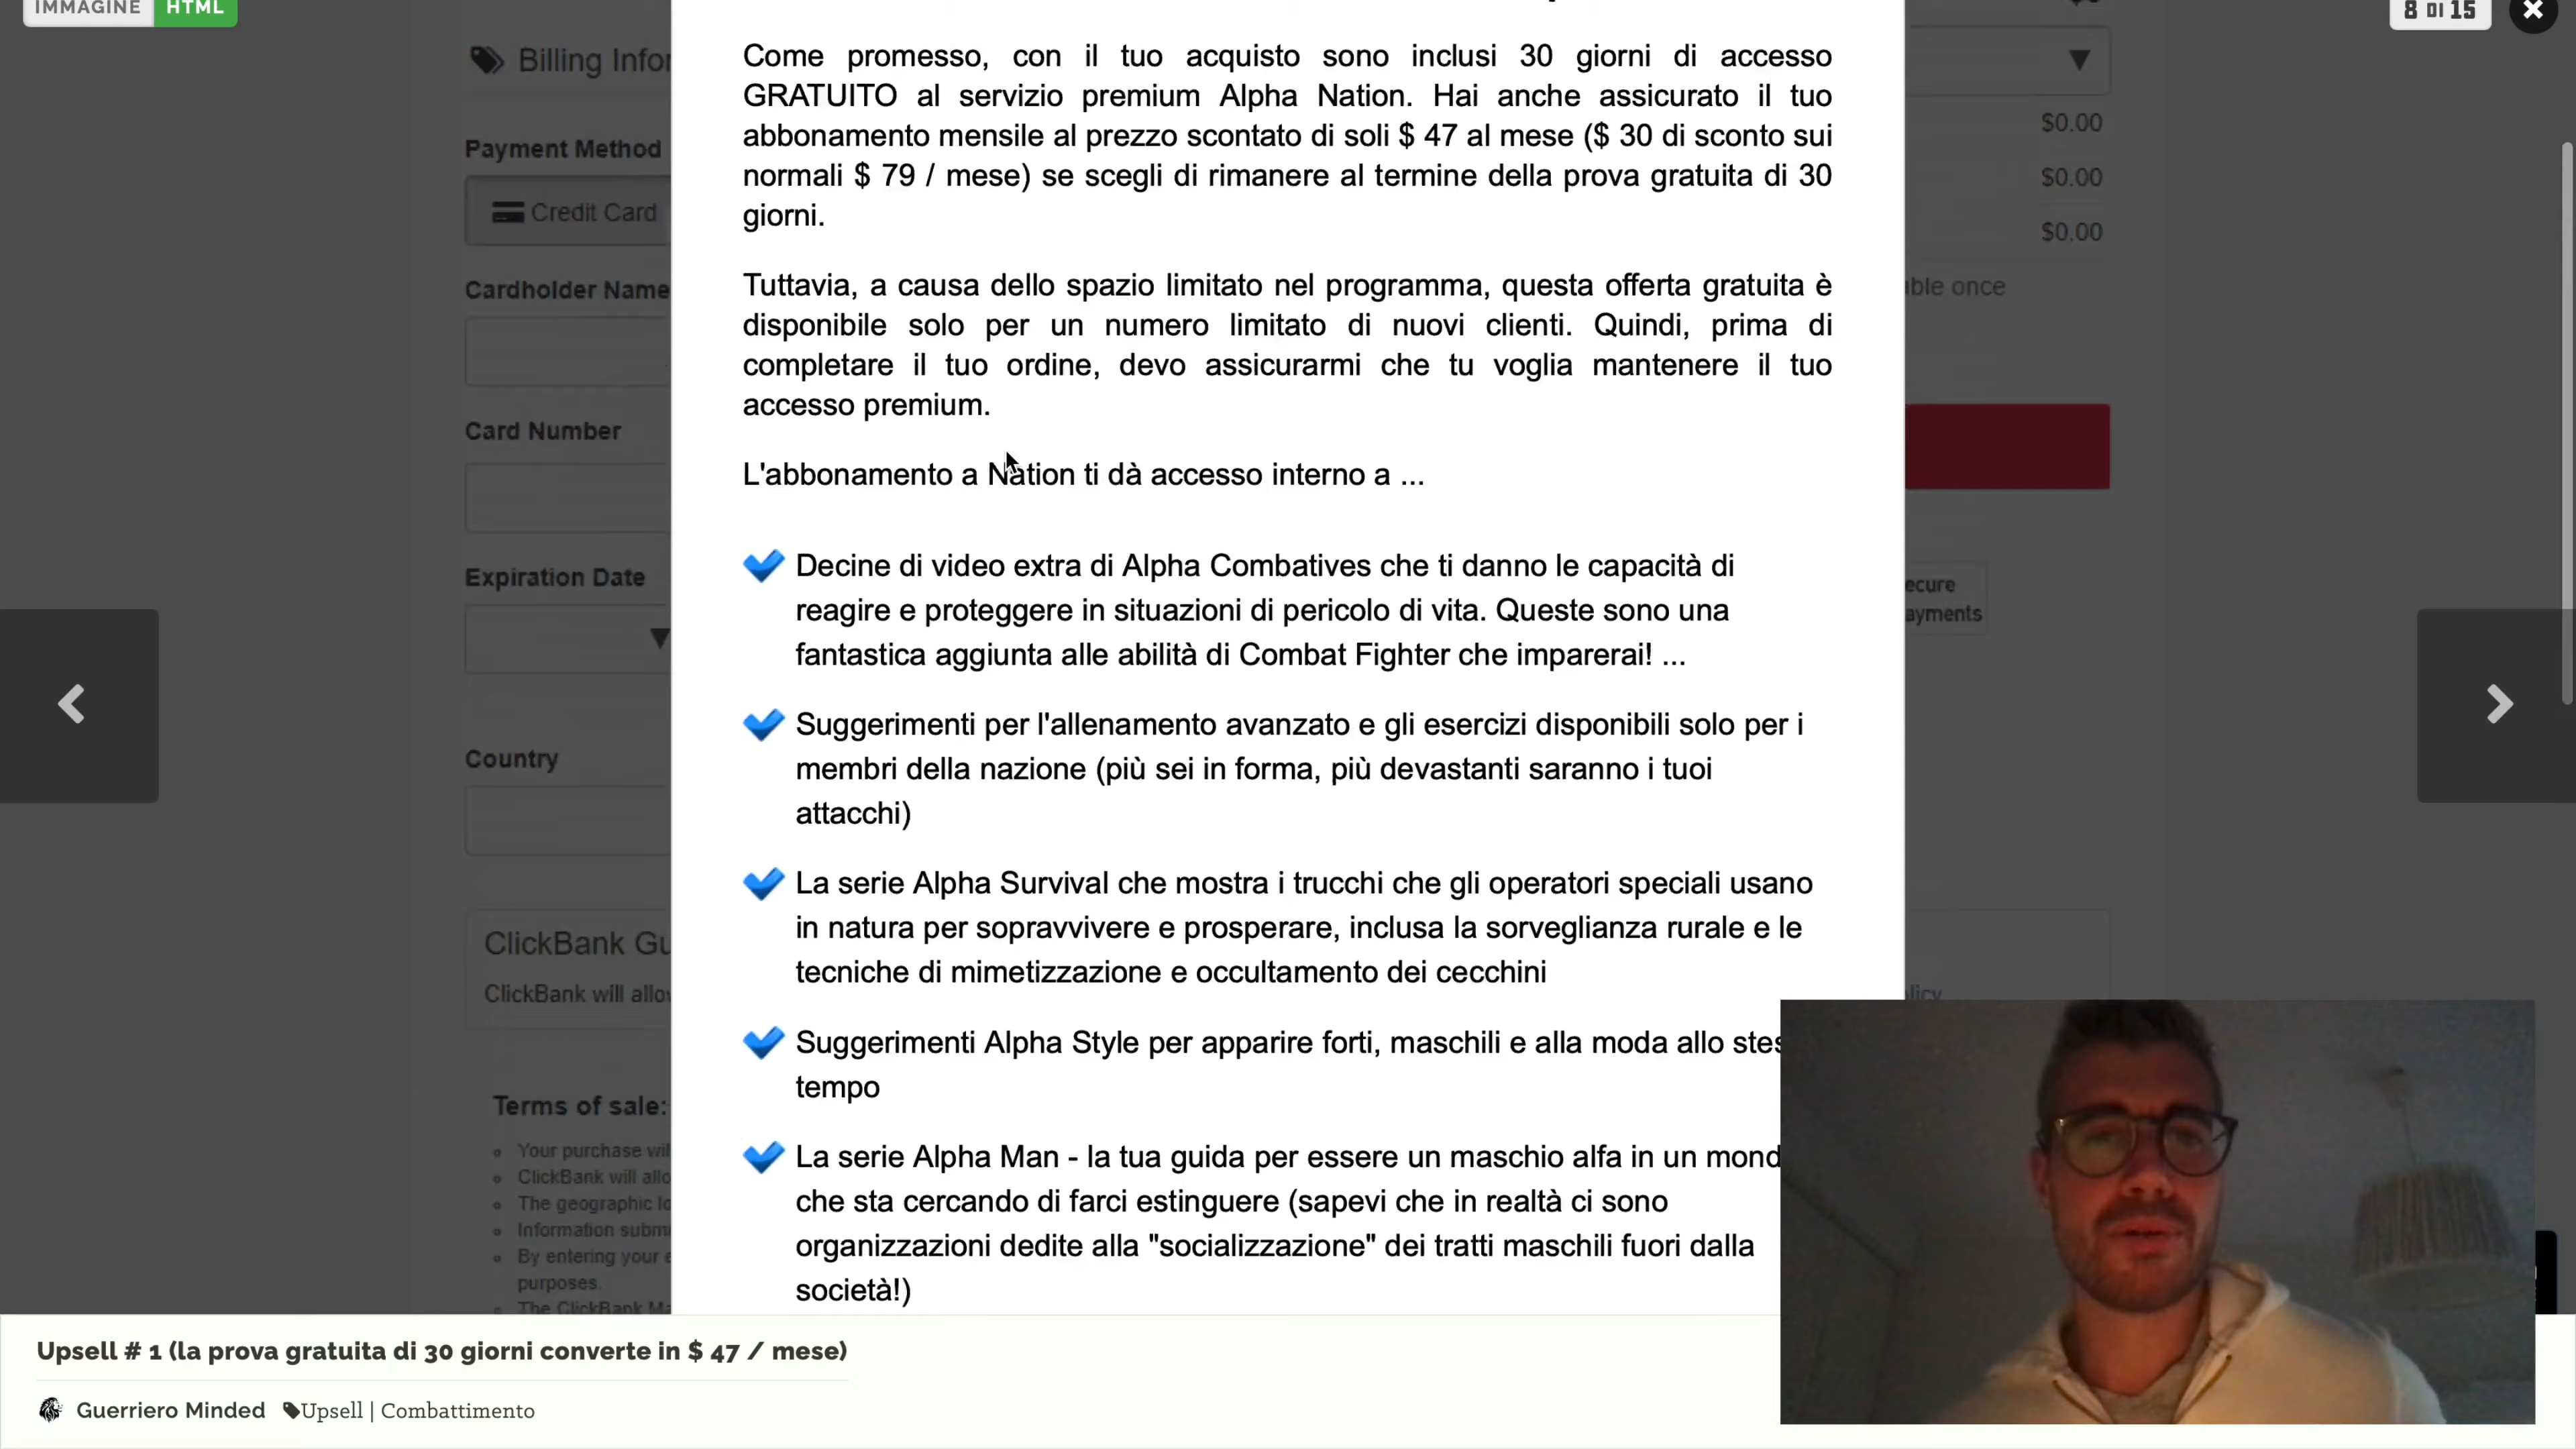 IMMAGINE HTML
8 DI 15
Billing Infor
Payment Method
Credit Card
Cardholder Name
Card Number
Expiration Date
Country
ClickBank Gu
ClickBank will allo
Terms of sale:
Your purchase wil
ClickBank will allo
The geographic lo
Information subm
By entering your e
purposes.
The ClickBank Ma
Come promesso, con il tuo acquisto sono inclusi 30 giorni di accesso
GRATUITO al servizio premium Alpha Nation. Hai anche assicurato il tuo
abbonamento mensile al prezzo scontato di soli $ 47 al mese ($ 30 di sconto sui
normali $ 79 / mese) se scegli di rimanere al termine della prova gratuita di 30
giorni.
Tuttavia, a causa dello spazio limitato nel programma, questa offerta gratuita è
disponibile solo per un numero limitato di nuovi clienti. Quindi, prima di
completare il tuo ordine, devo assicurarmi che tu voglia mantenere il tuo
accesso premium.
L'abbonamento a Nation ti dà accesso interno a ...
Decine di video extra di Alpha Combatives che ti danno le capacità di
reagire e proteggere in situazioni di pericolo di vita. Queste sono una
fantastica aggiunta alle abilità di Combat Fighter che imparerai! ...
Suggerimenti per l'allenamento avanzato e gli esercizi disponibili solo per i
membri della nazione (più sei in forma, più devastanti saranno i tuoi
attacchi)
La serie Alpha Survival che mostra i trucchi che gli operatori speciali usano
in natura per sopravvivere e prosperare, inclusa la sorveglianza rurale e le
tecniche di mimetizzazione e occultamento dei cecchini
Suggerimenti Alpha Style per apparire forti, maschili e alla moda allo stes
tempo
La serie Alpha Man - la tua guida per essere un maschio alfa in un mond
che sta cercando di farci estinguere (sapevi che in realtà ci sono
organizzazioni dedite alla "socializzazione" dei tratti maschili fuori dalla
società!)
$0.00
$0.00
$0.00
able once
ecure
ayments
Upsell # 1 (la prova gratuita di 30 giorni converte in $ 47 / mese)
Guerriero Minded Upsell | Combattimento